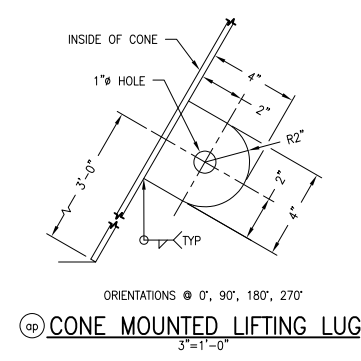 INSIDE OF CONE
4"
1"ø HOLE
2"
R2"
3'-0"
2"
4"
TYP
ORIENTATIONS @ 0°, 90°, 180°, 270°
ap CONE MOUNTED LIFTING LUG
3"=1'-0"